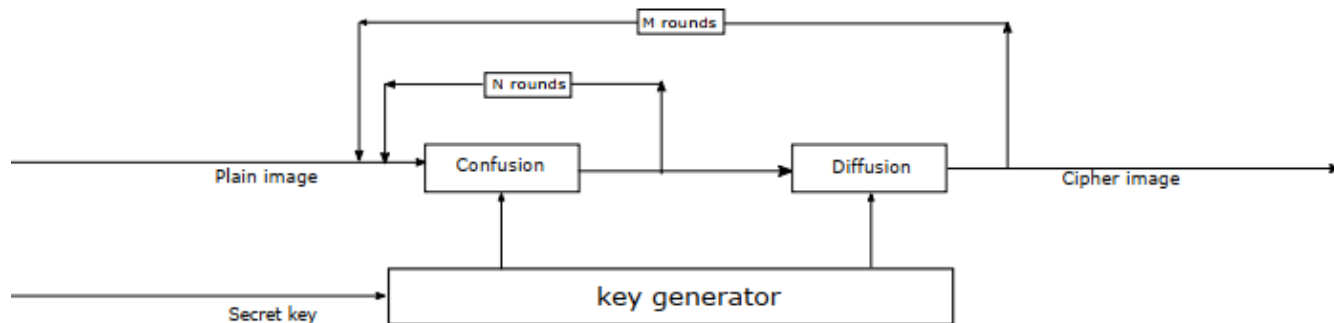 M rounds
N rounds
Confusion
Diffusion
Plain image
Cipher image
key generator
Secret key